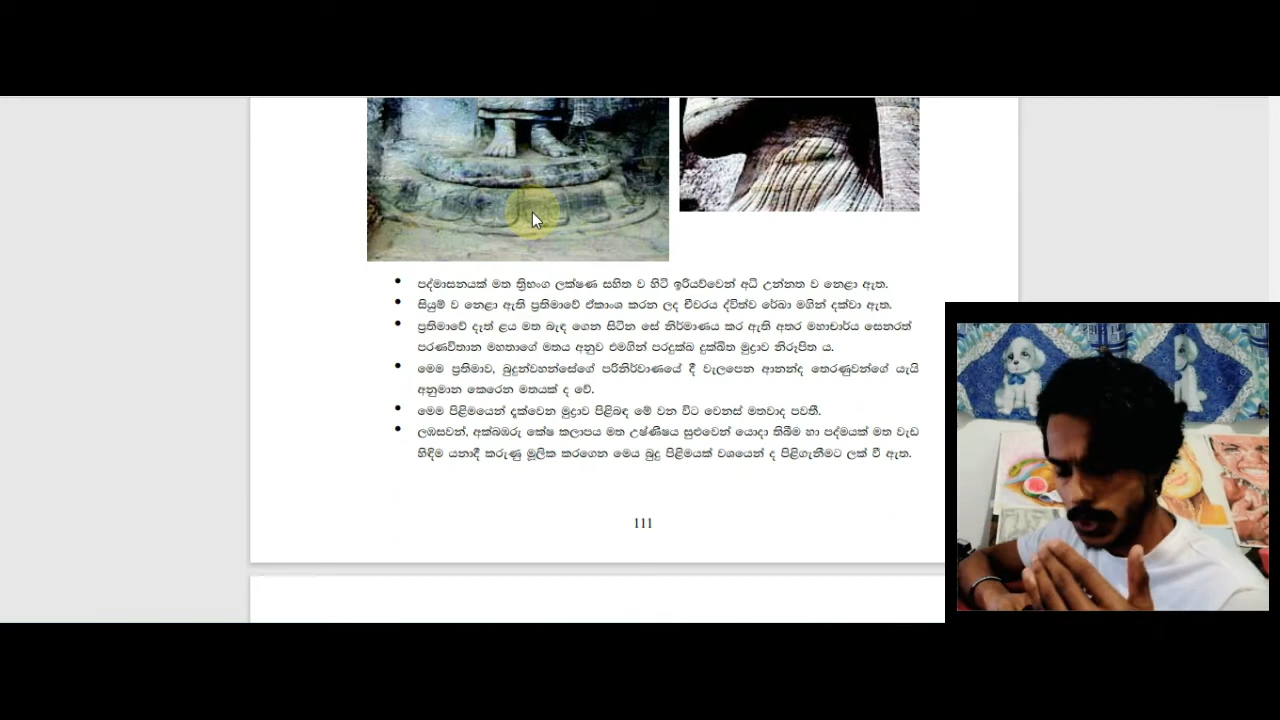 පද්මාසනයක් මත ත්‍රිභංග ලක්ෂණ සහිත ව හිටි ඉරියව්වෙන් අධි උන්නත ව නෙළා ඇත.
සියුම් ව නෙළා ඇති ප්‍රතිමාවේ ඒකාංශ කරන ලද චීවරය ද්විත්ව රේඛා මගින් දක්වා ඇත.
ප්‍රතිමාවේ දෑත් ළය මත බැඳ ගෙන සිටින සේ නිර්මාණය කර ඇති අතර මහාචාර්ය සෙනරත්
පරණවිතාන මහතාගේ මතය අනුව එමගින් පරදුක්ඛ දුක්ඛිත මුද්‍රාව නිරූපිත ය.
මෙම ප්‍රතිමාව, බුදුන්වහන්සේගේ පරිනිර්වාණයේ දී වැලපෙන ආනන්ද තෙරණුවන්ගේ යැයි
අනුමාන කෙරෙන මතයක් ද වේ.
මෙම පිළිමයෙන් දැක්වෙන මුද්‍රාව පිළිබඳ මේ වන විට වෙනස් මතවාද පවතී.
ලඹසවන්, අක්බඹරු කේෂ කලාපය මත උෂ්ණිෂය සුළුවෙන් යොදා තිබීම හා පද්මයක් මත වැඩ
හිඳීම යනාදී කරුණු මූලික කරගෙන මෙය බුදු පිළිමයක් වශයෙන් ද පිළිගැනීමට ලක් වී ඇත.
111